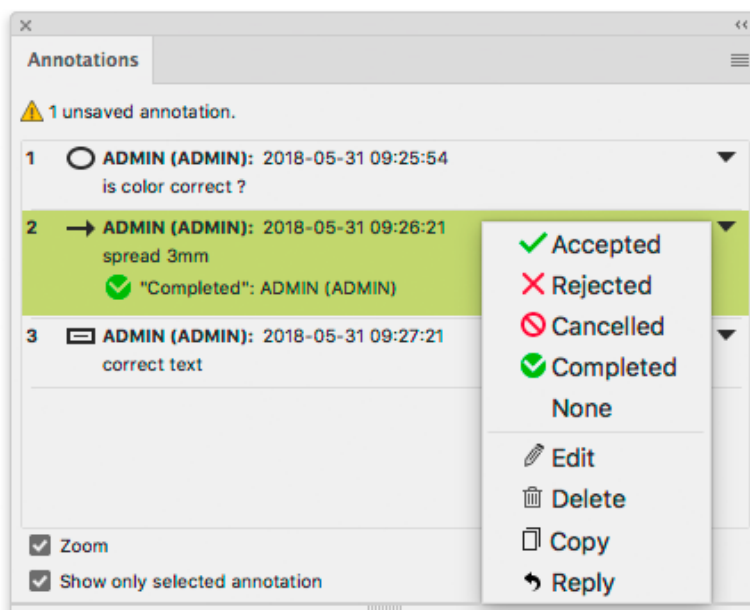 Annotations
1 unsaved annotation.
1 ADMIN (ADMIN): 2018-05-31 09:25:54
is color correct ?
2 ADMIN (ADMIN): 2018-05-31 09:26:21
spread 3mm
"Completed": ADMIN (ADMIN)
3 ADMIN (ADMIN): 2018-05-31 09:27:21
correct text
Accepted
Rejected
Cancelled
Completed
None
Edit
Delete
Copy
Reply
Zoom
Show only selected annotation